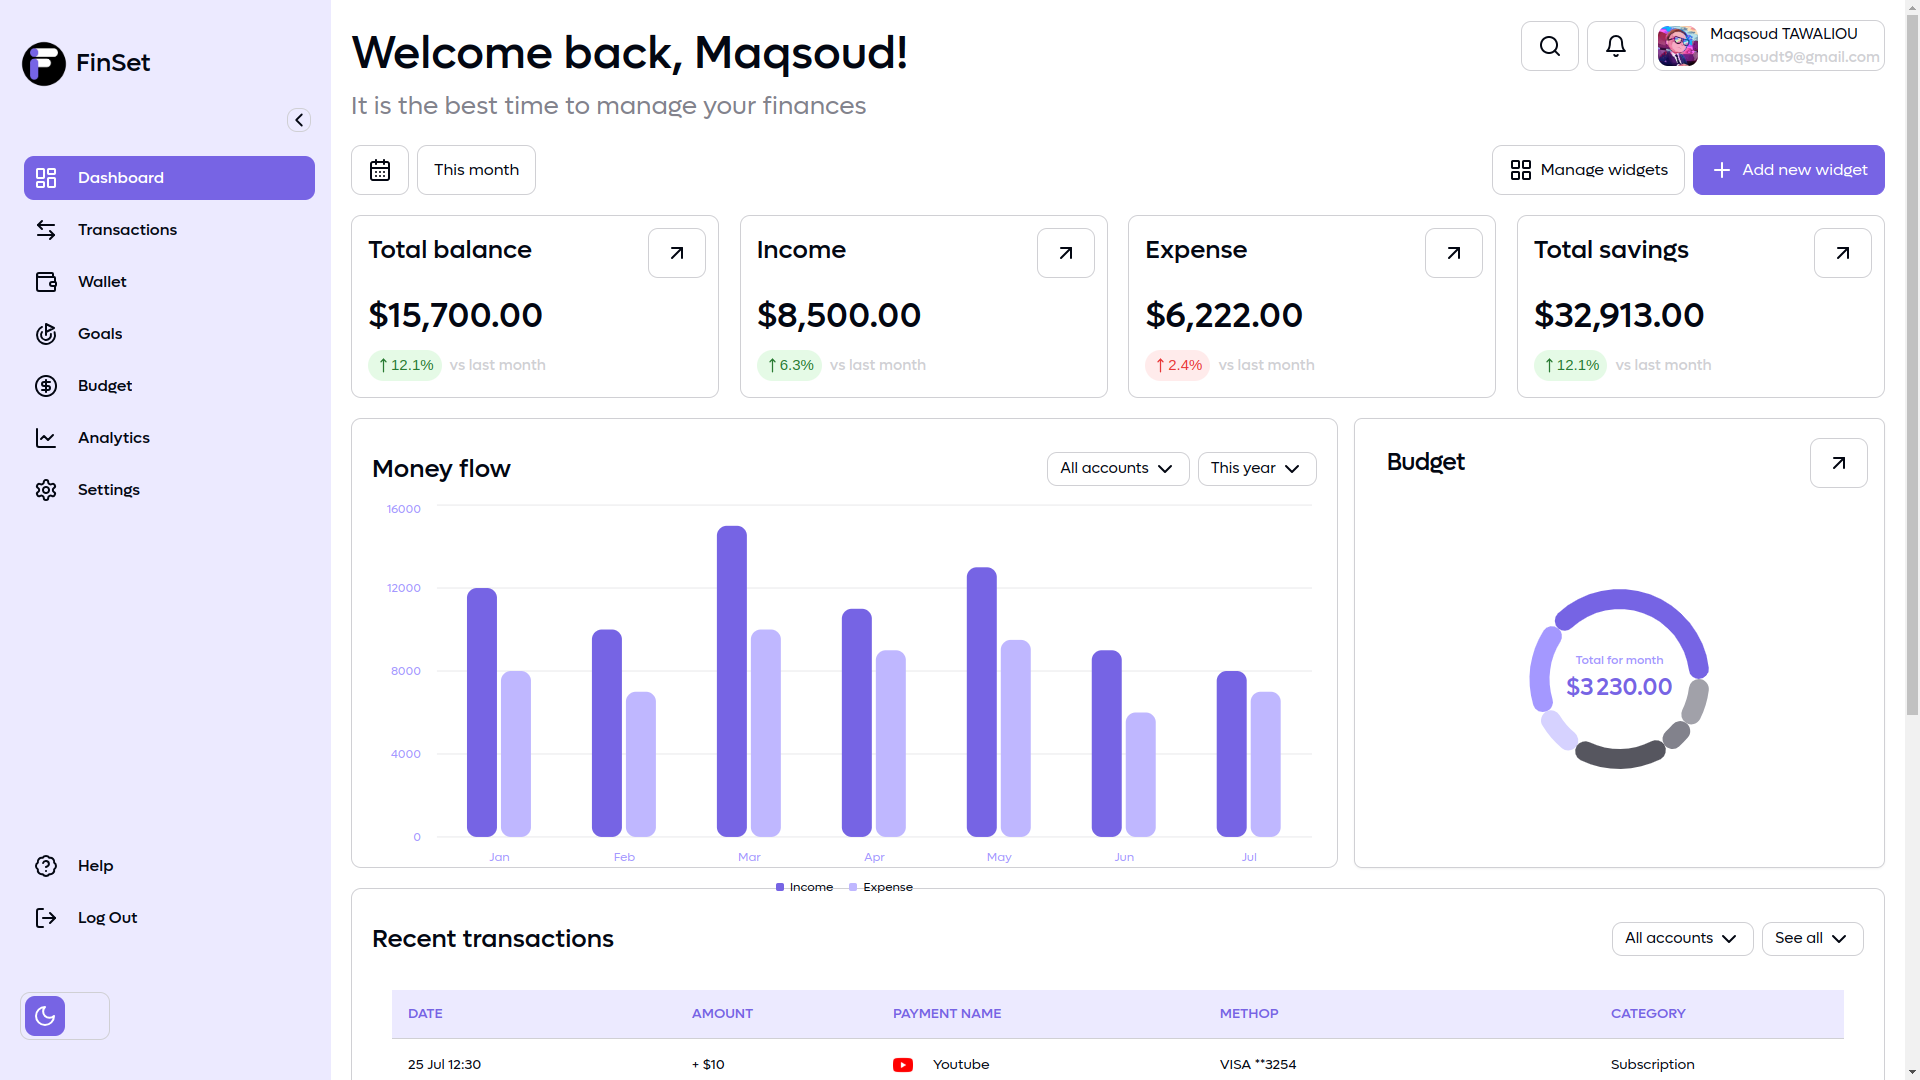 FinSet
Dashboard
Transactions
Wallet
Goals
Budget
Analytics
Settings
Help
Log Out
Welcome back, Maqsoud!
It is the best time to manage your finances
Maqsoud TAWALIOU
maqsoudt9@gmail.com
This month
Manage widgets
Add new widget
Total balance
$15,700.00
↑ 12.1% vs last month
Income
$8,500.00
↑ 6.3% vs last month
Expense
$6,222.00
↑ 2.4% vs last month
Total savings
$32,913.00
↑ 12.1% vs last month
Money flow
All accounts
This year
16000
12000
8000
4000
0
Jan Feb Mar Apr May Jun Jul
Income Expense
Budget
Total for month
$3 230.00
Recent transactions
All accounts
See all
DATE AMOUNT PAYMENT NAME METHOP CATEGORY
25 Jul 12:30 + $10 Youtube VISA **3254 Subscription